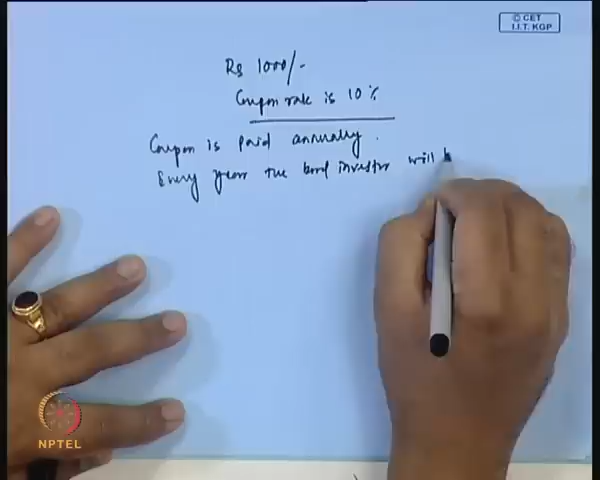 © CET
I.I.T. KGP
Rs 1000/-
Coupon rate is 10%
Coupon is paid annually.
Every year the bond investor will b
NPTEL